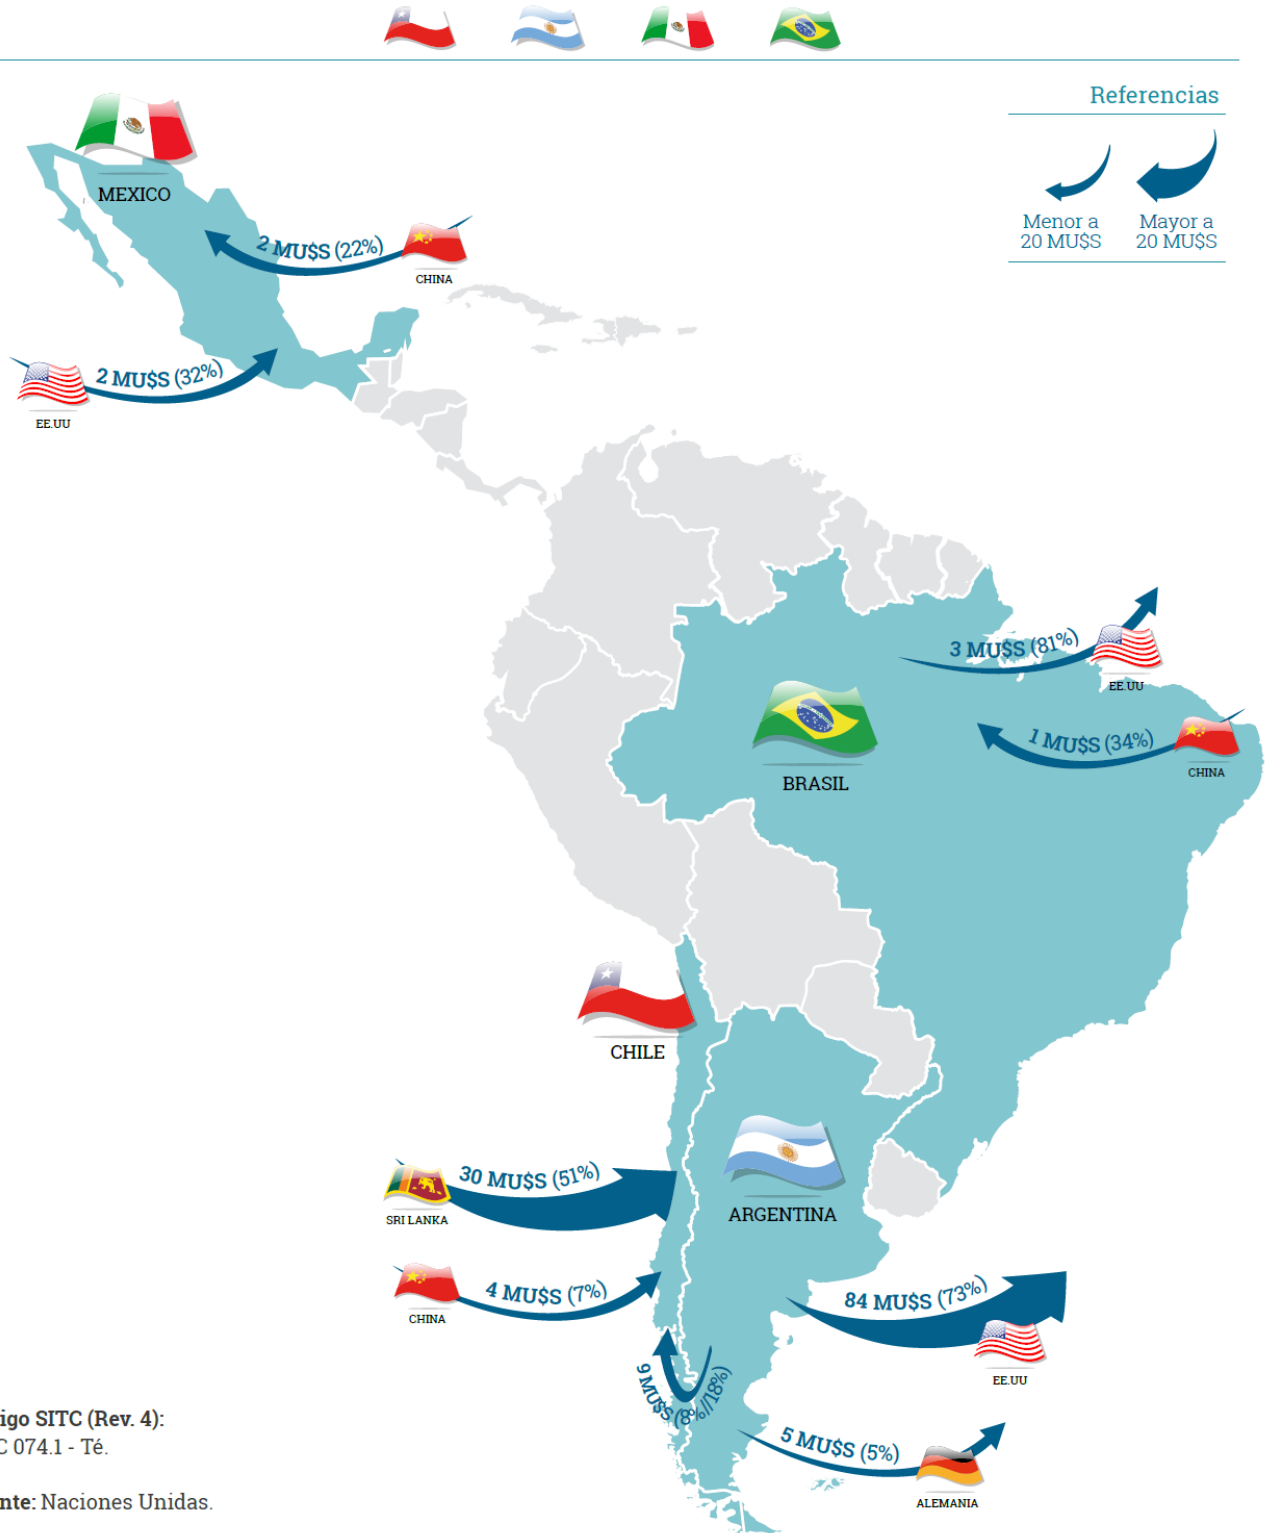 Referencias
Menor a
20 MU$S
Mayor a
20 MU$S
MEXICO
2 MU$S (22%)
CHINA
2 MU$S (32%)
EE.UU
3 MU$S (81%)
EE.UU
1 MU$S (34%)
CHINA
BRASIL
CHILE
ARGENTINA
30 MU$S (51%)
SRI LANKA
4 MU$S (7%)
CHINA
84 MU$S (73%)
EE.UU
9 MU$S (8%//18%)
5 MU$S (5%)
ALEMANIA
igo SITC (Rev. 4):
C 074.1 - Té.
nte: Naciones Unidas.